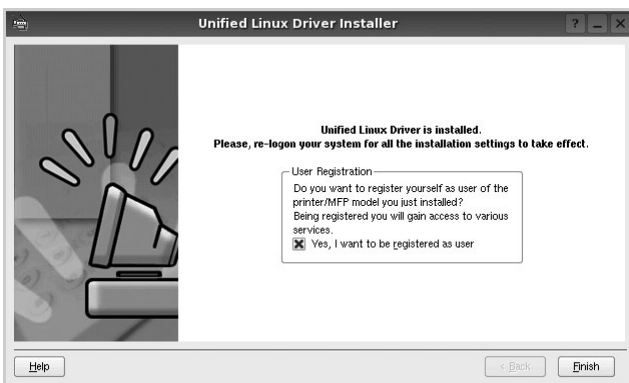 Unified Linux Driver Installer
Unified Linux Driver is installed.
Please, re-logon your system for all the installation settings to take effect.
User Registration
Do you want to register yourself as user of the
printer/MFP model you just installed?
Being registered you will gain access to various
services.
Yes, I want to be registered as user
Help
< Back
Finish